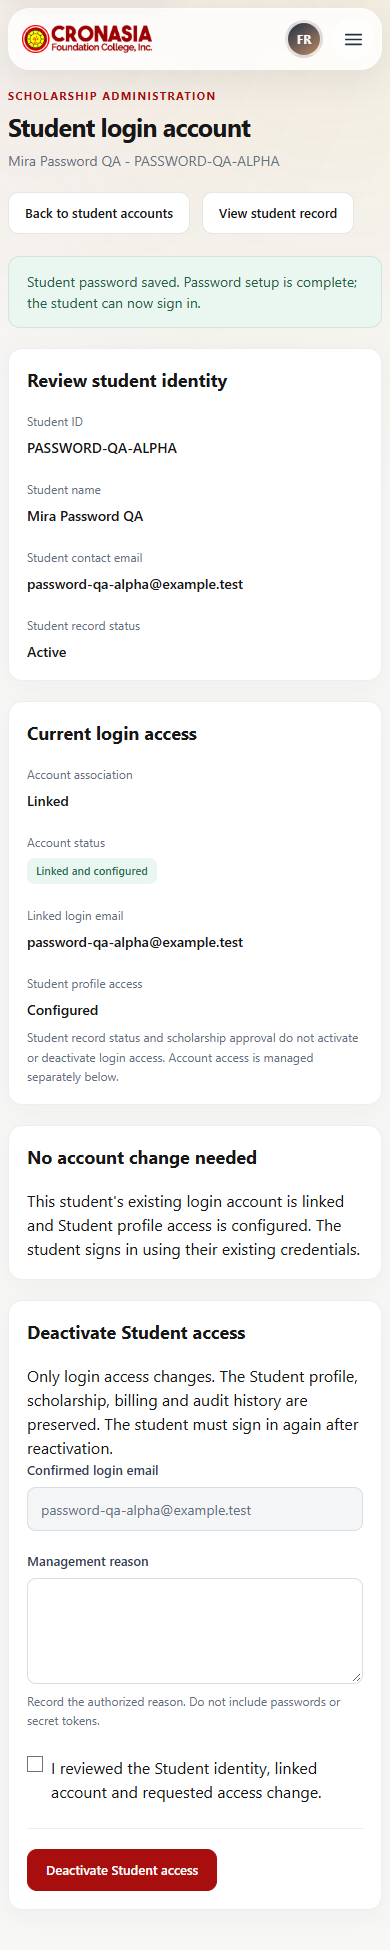 CRONASIA
Foundation College, Inc.
FR
SCHOLARSHIP ADMINISTRATION
Student login account
Mira Password QA - PASSWORD-QA-ALPHA
Back to student accounts
View student record
Student password saved. Password setup is complete;
the student can now sign in.
Review student identity
Student ID
PASSWORD-QA-ALPHA
Student name
Mira Password QA
Student contact email
password-qa-alpha@example.test
Student record status
Active
Current login access
Account association
Linked
Account status
Linked and configured
Linked login email
password-qa-alpha@example.test
Student profile access
Configured
Student record status and scholarship approval do not activate
or deactivate login access. Account access is managed
separately below.
No account change needed
This student's existing login account is linked
and Student profile access is configured. The
student signs in using their existing credentials.
Deactivate Student access
Only login access changes. The Student profile,
scholarship, billing and audit history are
preserved. The student must sign in again after
reactivation.
Confirmed login email
password-qa-alpha@example.test
Management reason
Record the authorized reason. Do not include passwords or
secret tokens.
I reviewed the Student identity, linked
account and requested access change.
Deactivate Student access